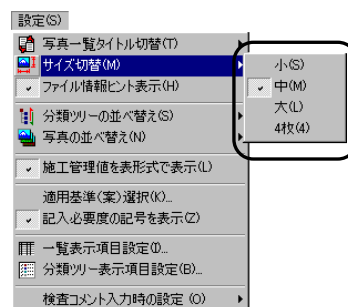 設定(S)
写真一覧タイトル切替(T)
サイズ切替(M)
ファイル情報ヒント表示(H)
分類ツリーの並べ替え(S)
写真の並べ替え(N)
施工管理値を表形式で表示(L)
適用基準(案)選択(K)...
記入必要度の記号を表示(Z)
一覧表示項目設定(I)...
分類ツリー表示項目設定(B)...
検査コメント入力時の設定 (O)
小(S)
中(M)
大(L)
4枚(4)